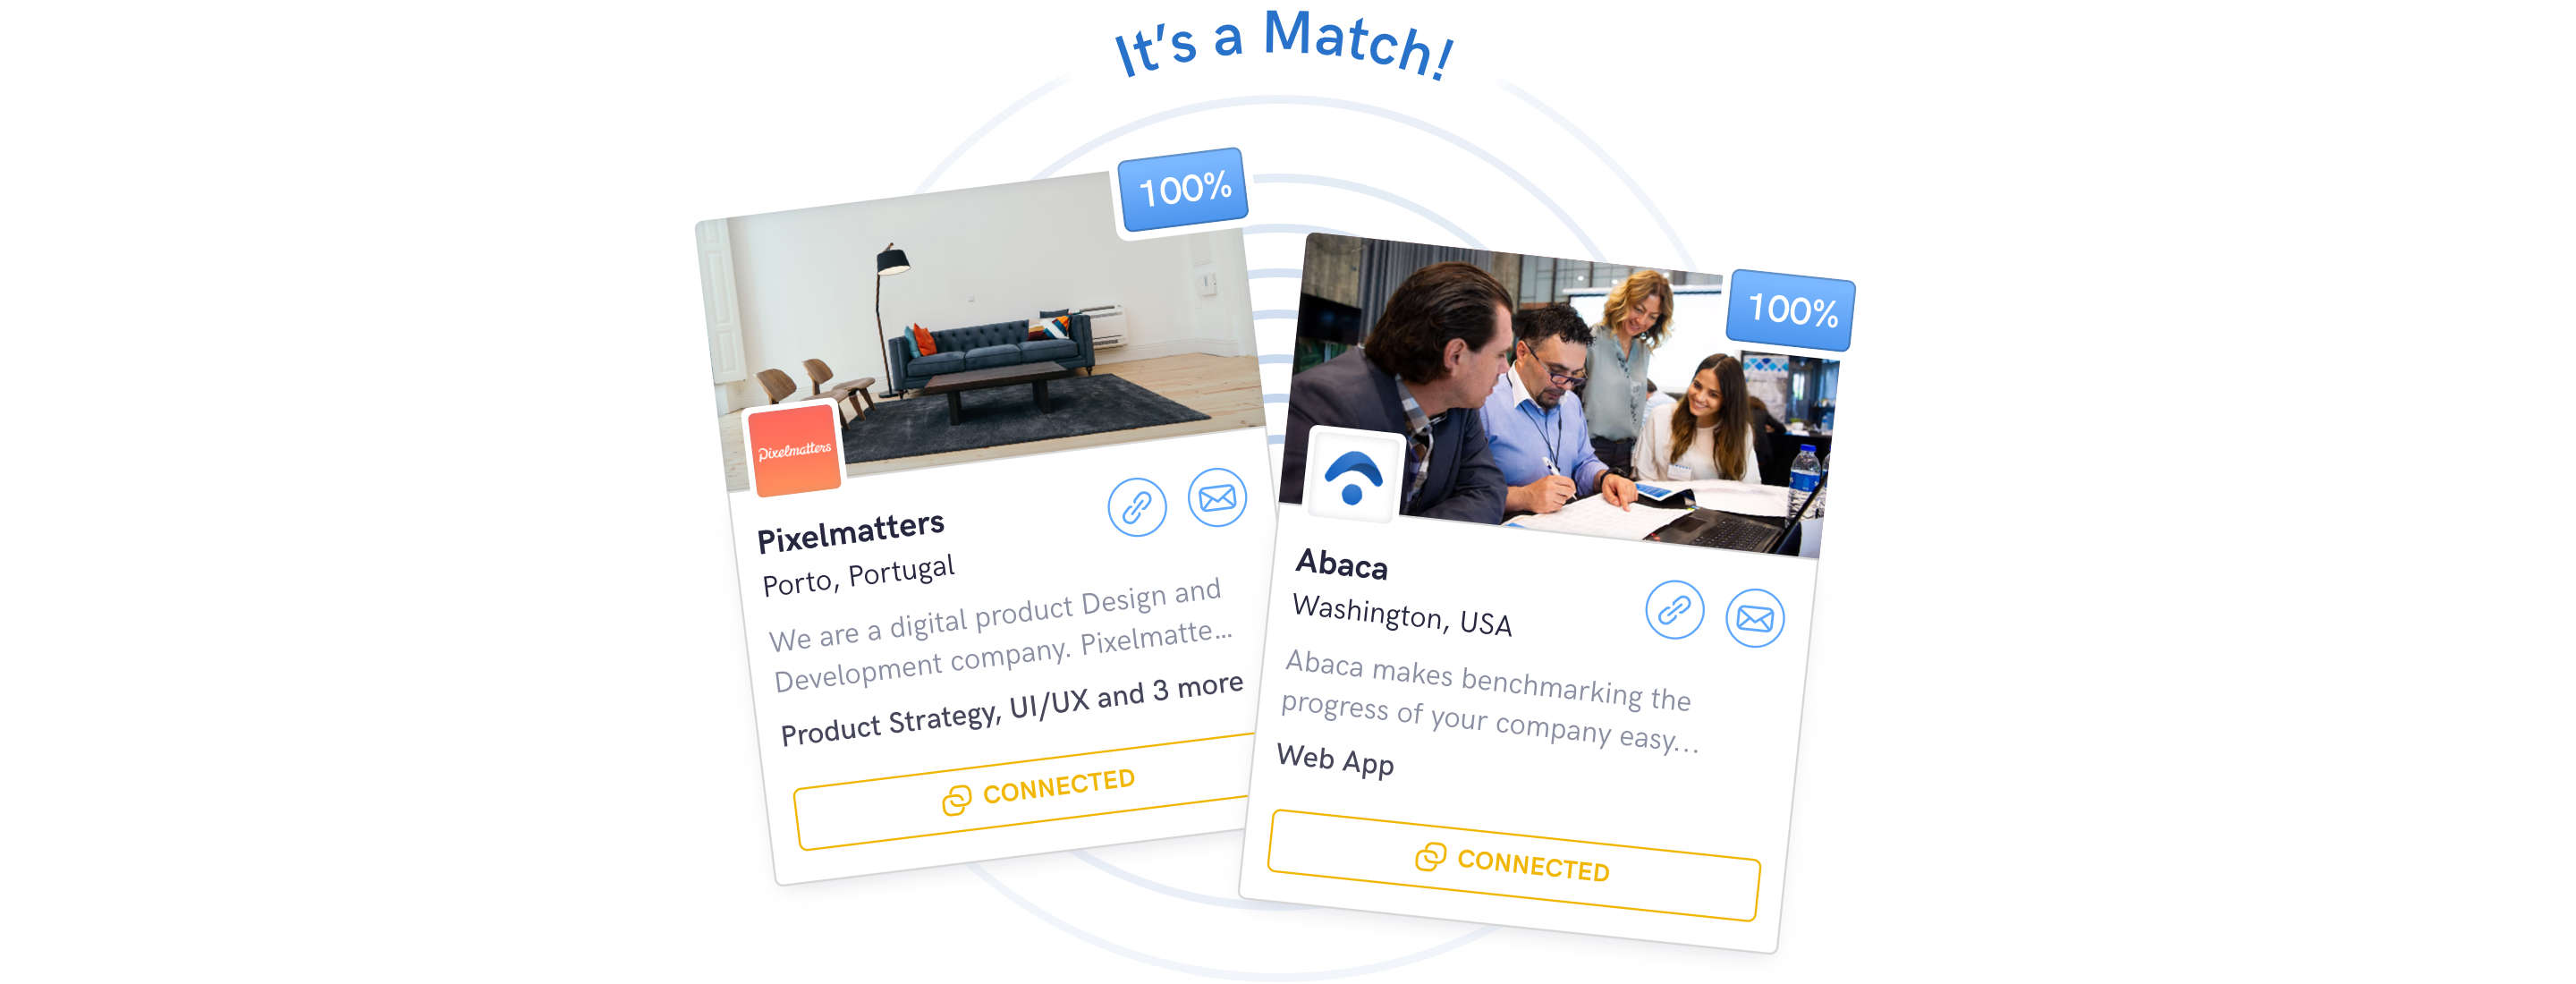 It's a Match!
100%
Pixelmatters
Pixelmatters
Porto, Portugal
We are a digital product Design and
Development company. Pixelmatte...
Product Strategy, UI/UX and 3 more
CONNECTED
100%
Abaca
Washington, USA
Abaca makes benchmarking the
progress of your company easy...
Web App
CONNECTED